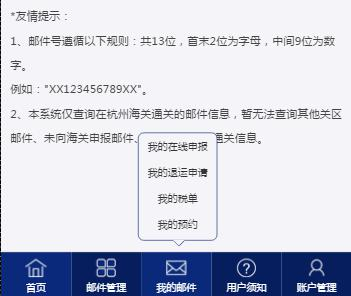 *友情提示：
1、邮件号遵循以下规则：共13位，首末2位为字母，中间9位为数
字。
例如："XX123456789XX"。
2、本系统仅查询在杭州海关通关的邮件信息，暂无法查询其他关区
邮件、未向海关申报邮件、通关信息。
我的在线申报
我的退运申请
我的税单
我的预约
首页
邮件管理
我的邮件
用户须知
账户管理